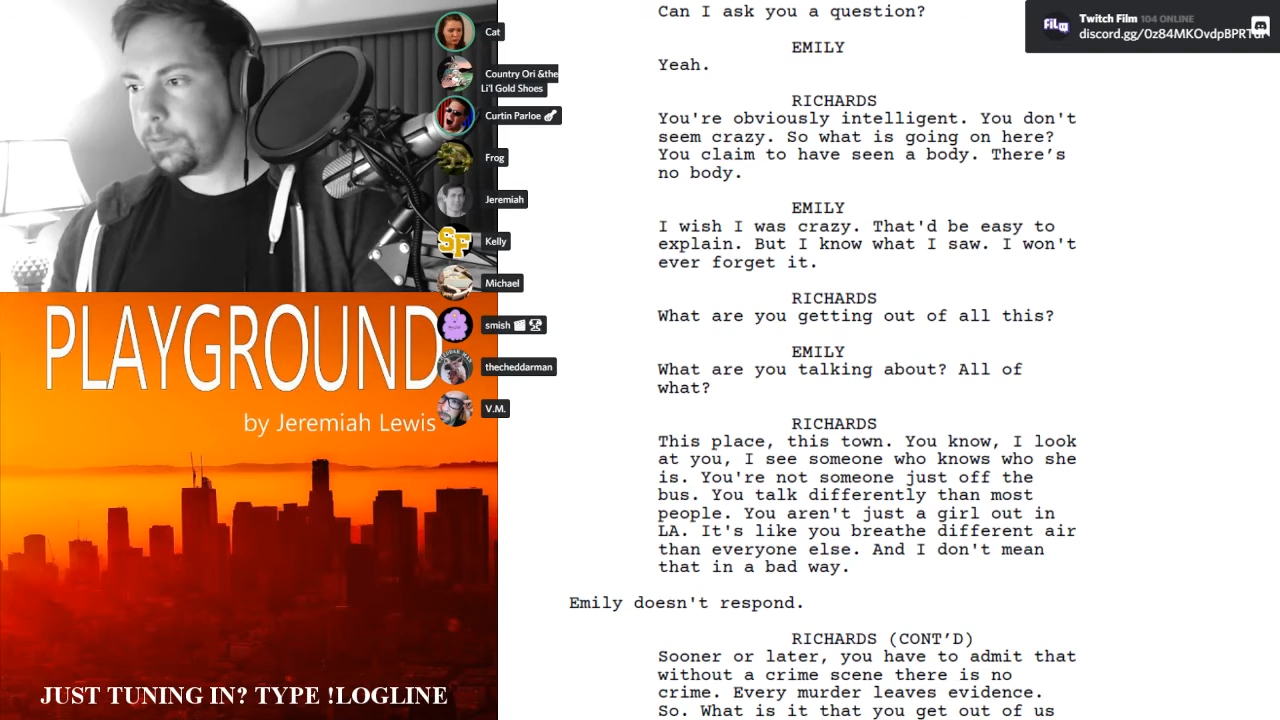 Cat
Country Ori &the
Li'l Gold Shoes
Curtin Parloe
Frog
Jeremiah
SF
Kelly
Michael
smish
thecheddarman
V.M.
PLAYGROUND
by Jeremiah Lewis
JUST TUNING IN? TYPE !LOGLINE
Can I ask you a question?
EMILY
Yeah.
RICHARDS
You're obviously intelligent. You don't
seem crazy. So what is going on here?
You claim to have seen a body. There’s
no body.
EMILY
I wish I was crazy. That'd be easy to
explain. But I know what I saw. I won't
ever forget it.
RICHARDS
What are you getting out of all this?
EMILY
What are you talking about? All of
what?
RICHARDS
This place, this town. You know, I look
at you, I see someone who knows who she
is. You're not someone just off the
bus. You talk differently than most
people. You aren't just a girl out in
LA. It's like you breathe different air
than everyone else. And I don't mean
that in a bad way.
Emily doesn't respond.
RICHARDS (CONT’D)
Sooner or later, you have to admit that
without a crime scene there is no
crime. Every murder leaves evidence.
So. What is it that you get out of us
FILM
Twitch Film 104 ONLINE